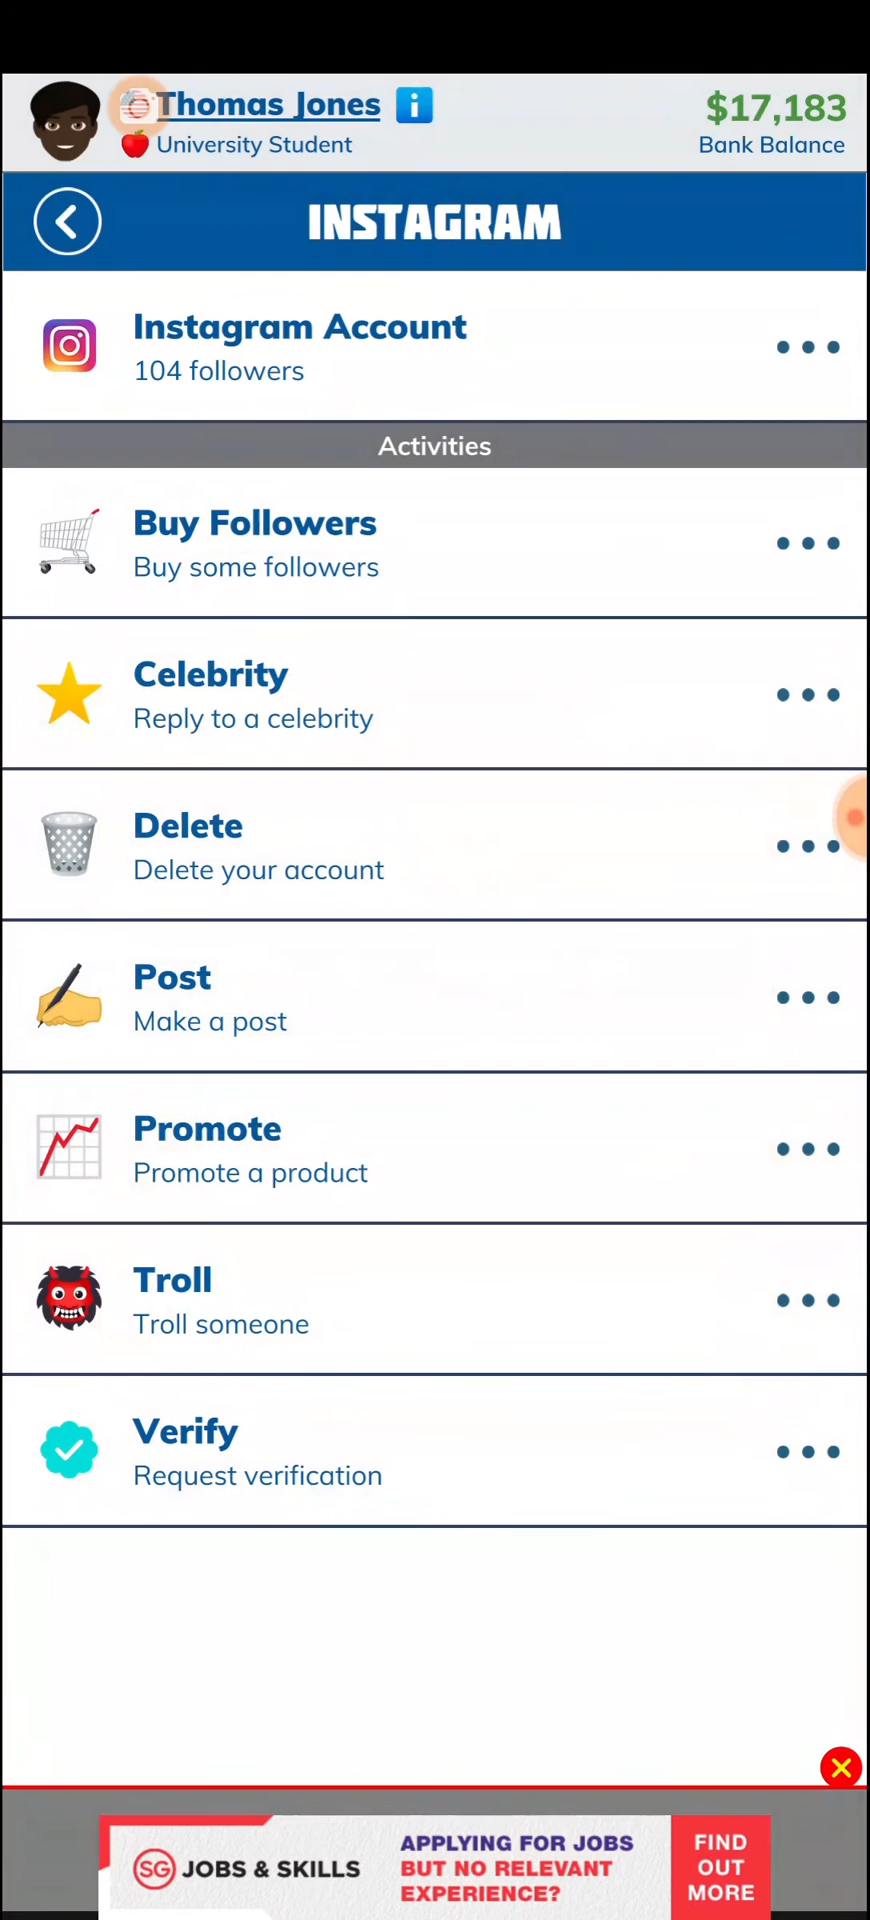 Thomas Jones
$17,183
University Student
Bank Balance
INSTAGRAM
Instagram Account
104 followers
Activities
Buy Followers
Buy some followers
Celebrity
Reply to a celebrity
Delete
Delete your account
Post
Make a post
Promote
Promote a product
Troll
Troll someone
Verify
Request verification
SG JOBS & SKILLS
APPLYING FOR JOBS
BUT NO RELEVANT
EXPERIENCE?
FIND
OUT
MORE